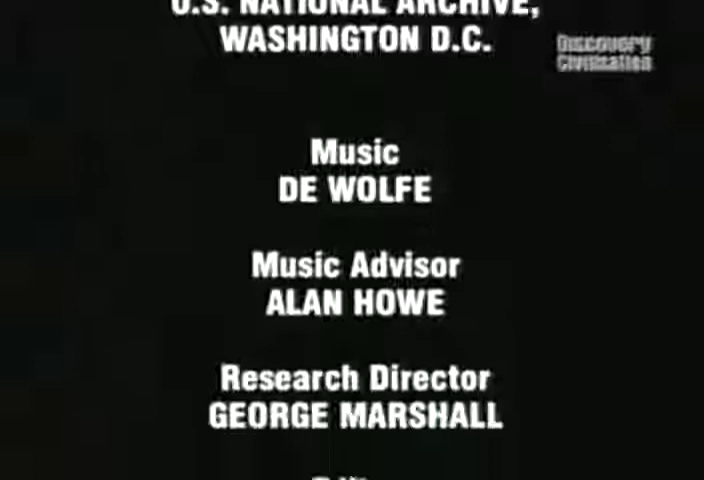 U.S. NATIONAL ARCHIVE,
WASHINGTON D.C.
Discovery
Civilisation
Music
DE WOLFE
Music Advisor
ALAN HOWE
Research Director
GEORGE MARSHALL